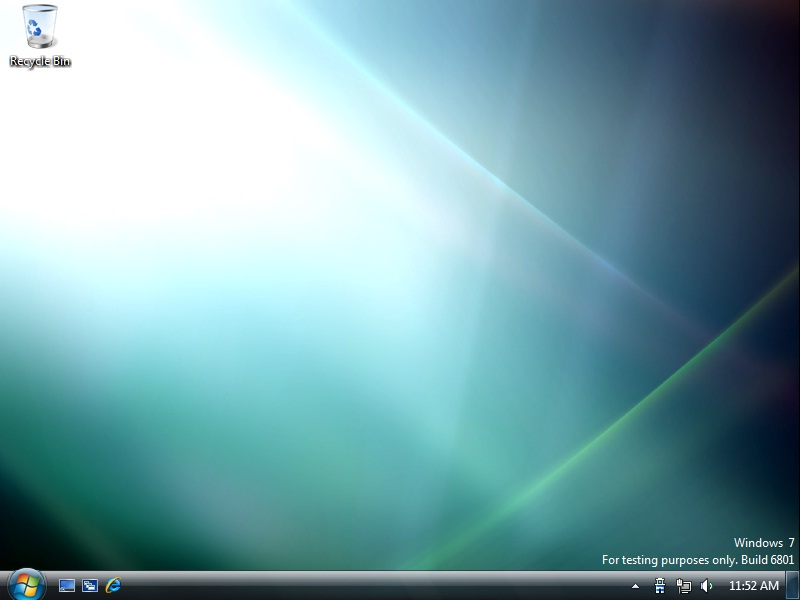 Recycle Bin
Windows 7
For testing purposes only. Build 6801
11:52 AM